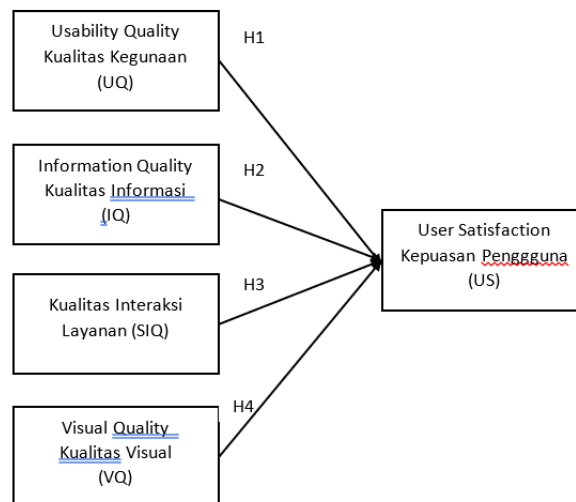 Usability Quality
Kualitas Kegunaan
(UQ)
H1
Information Quality
Kualitas Informasi
(IQ)
H2
User Satisfaction
Kepuasan Penggguna
(US)
Kualitas Interaksi
Layanan (SIQ)
H3
Visual Quality
Kualitas Visual
(VQ)
H4